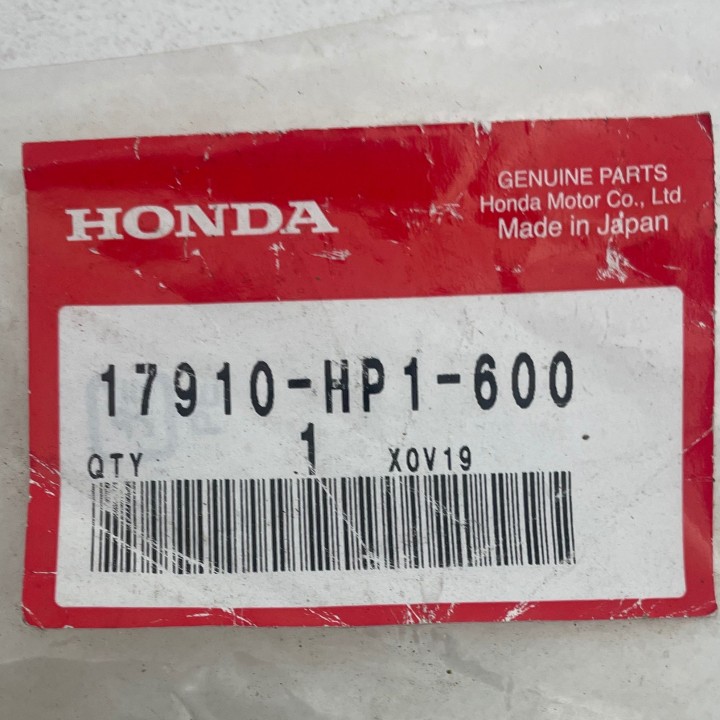 GENUINE PARTS
HONDA
Honda Motor Co., Ltd.
Made in Japan
17910-HP1-600
QTY 1 X0V19